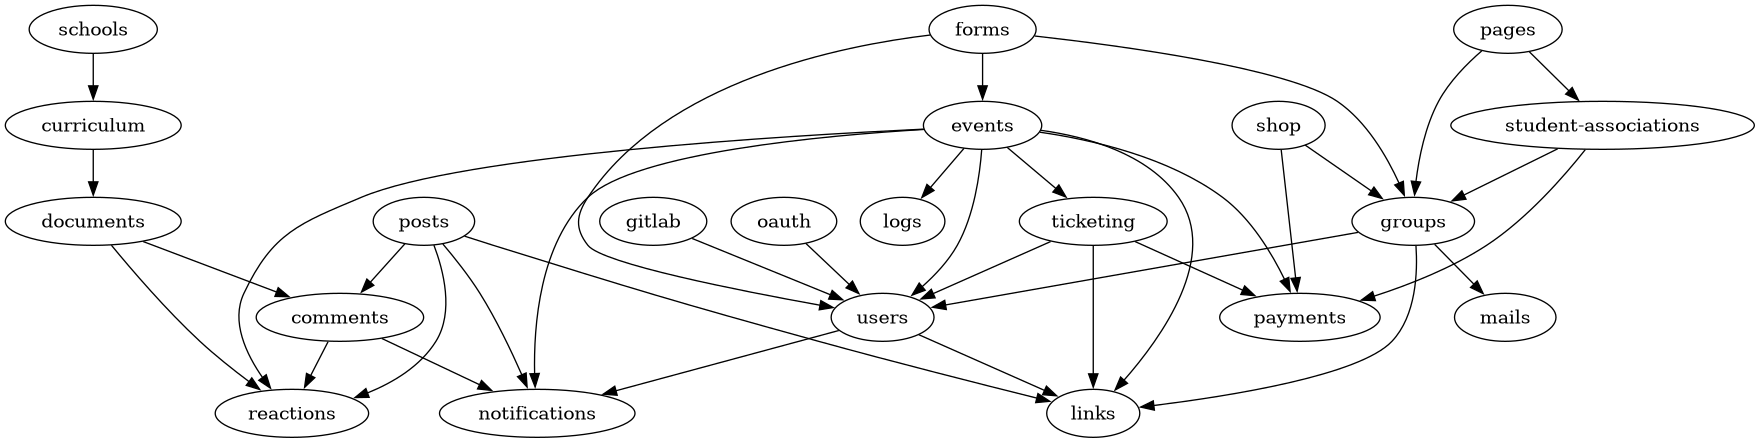 schools
forms
pages
curriculum
events
shop
student-associations
documents
posts
gitlab
oauth
logs
ticketing
groups
comments
users
payments
mails
reactions
notifications
links